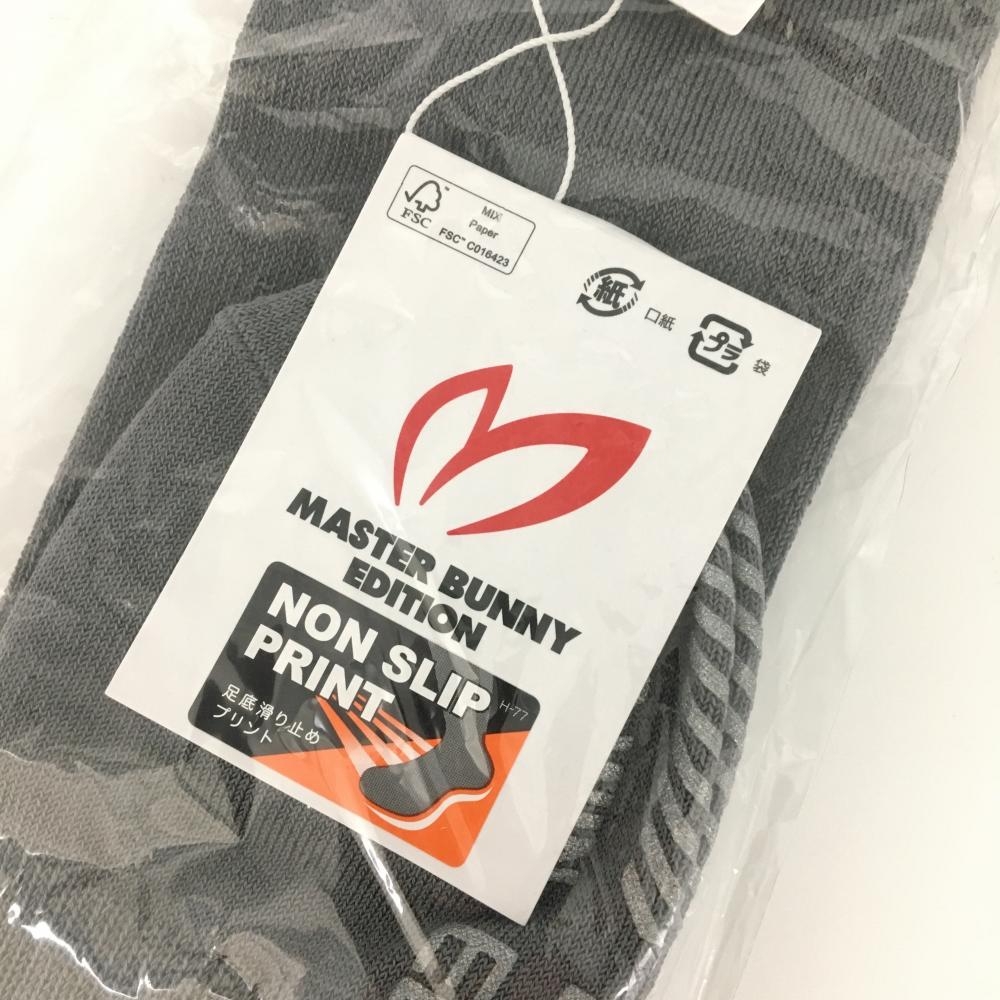 FSC
MIX
Paper
FSC™ C016423
紙
口紙
プラ
袋
MASTER BUNNY
EDITION
NON SLIP
PRINT
H-77
足底滑り止め
プリント